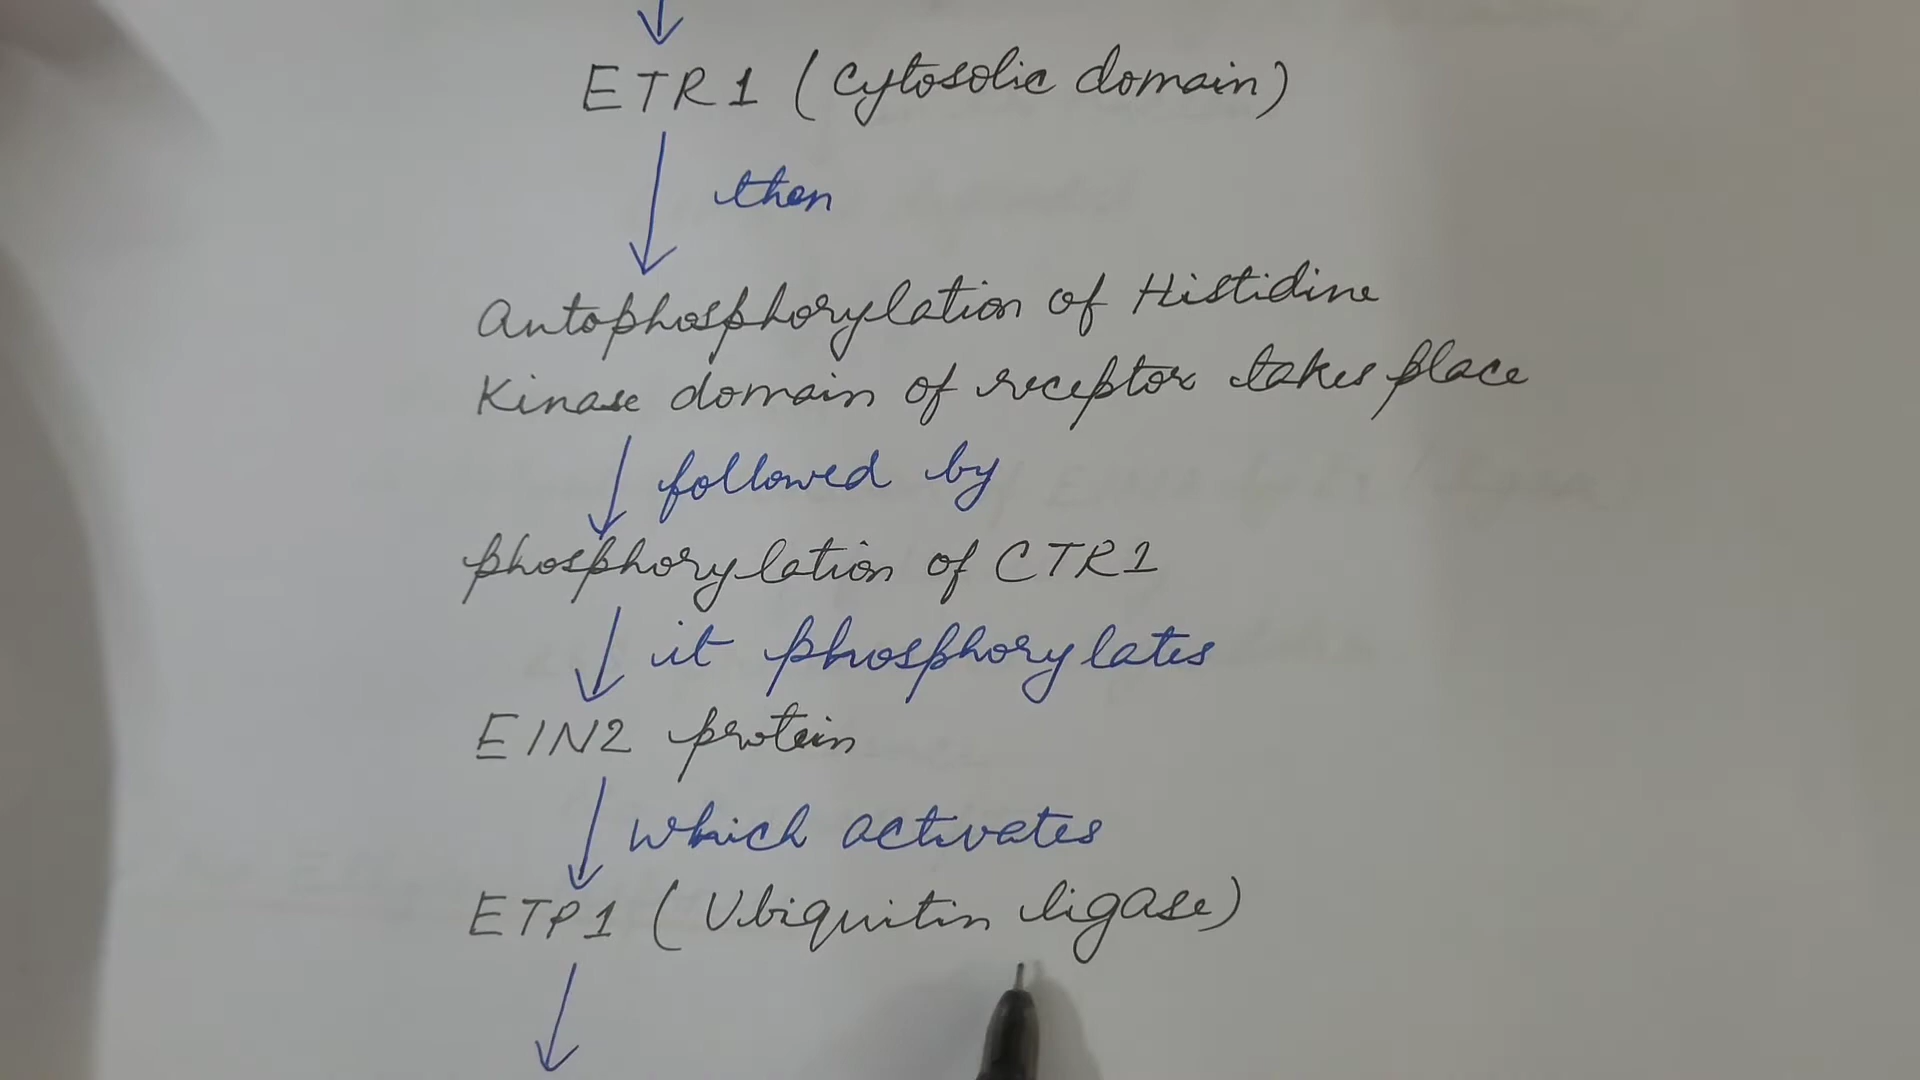 ETR1 (Cytosolic domain)
then
Autophosphorylation of Histidine
Kinase domain of receptor takes place
followed by
phosphorylation of CTR1
it phosphorylates
EIN2 protein
which activates
ETP1 (Ubiquitin ligase)